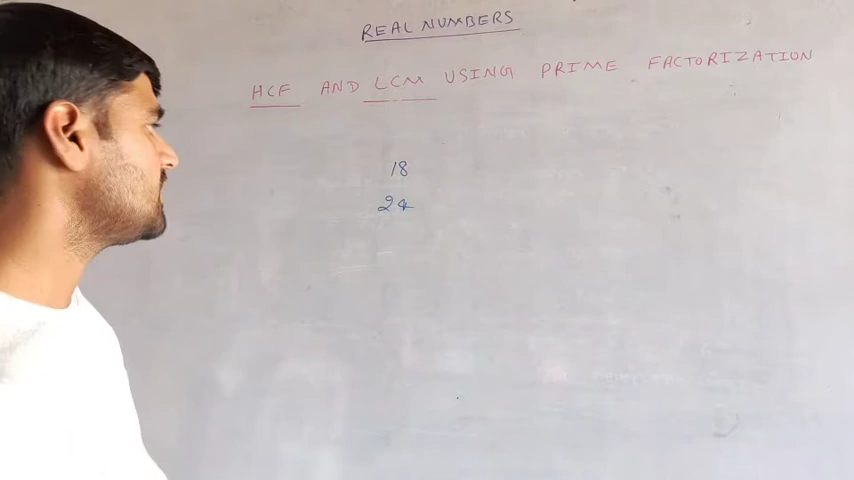 REAL NUMBERS
HCF AND LCM USING PRIME FACTORIZATION
18
24